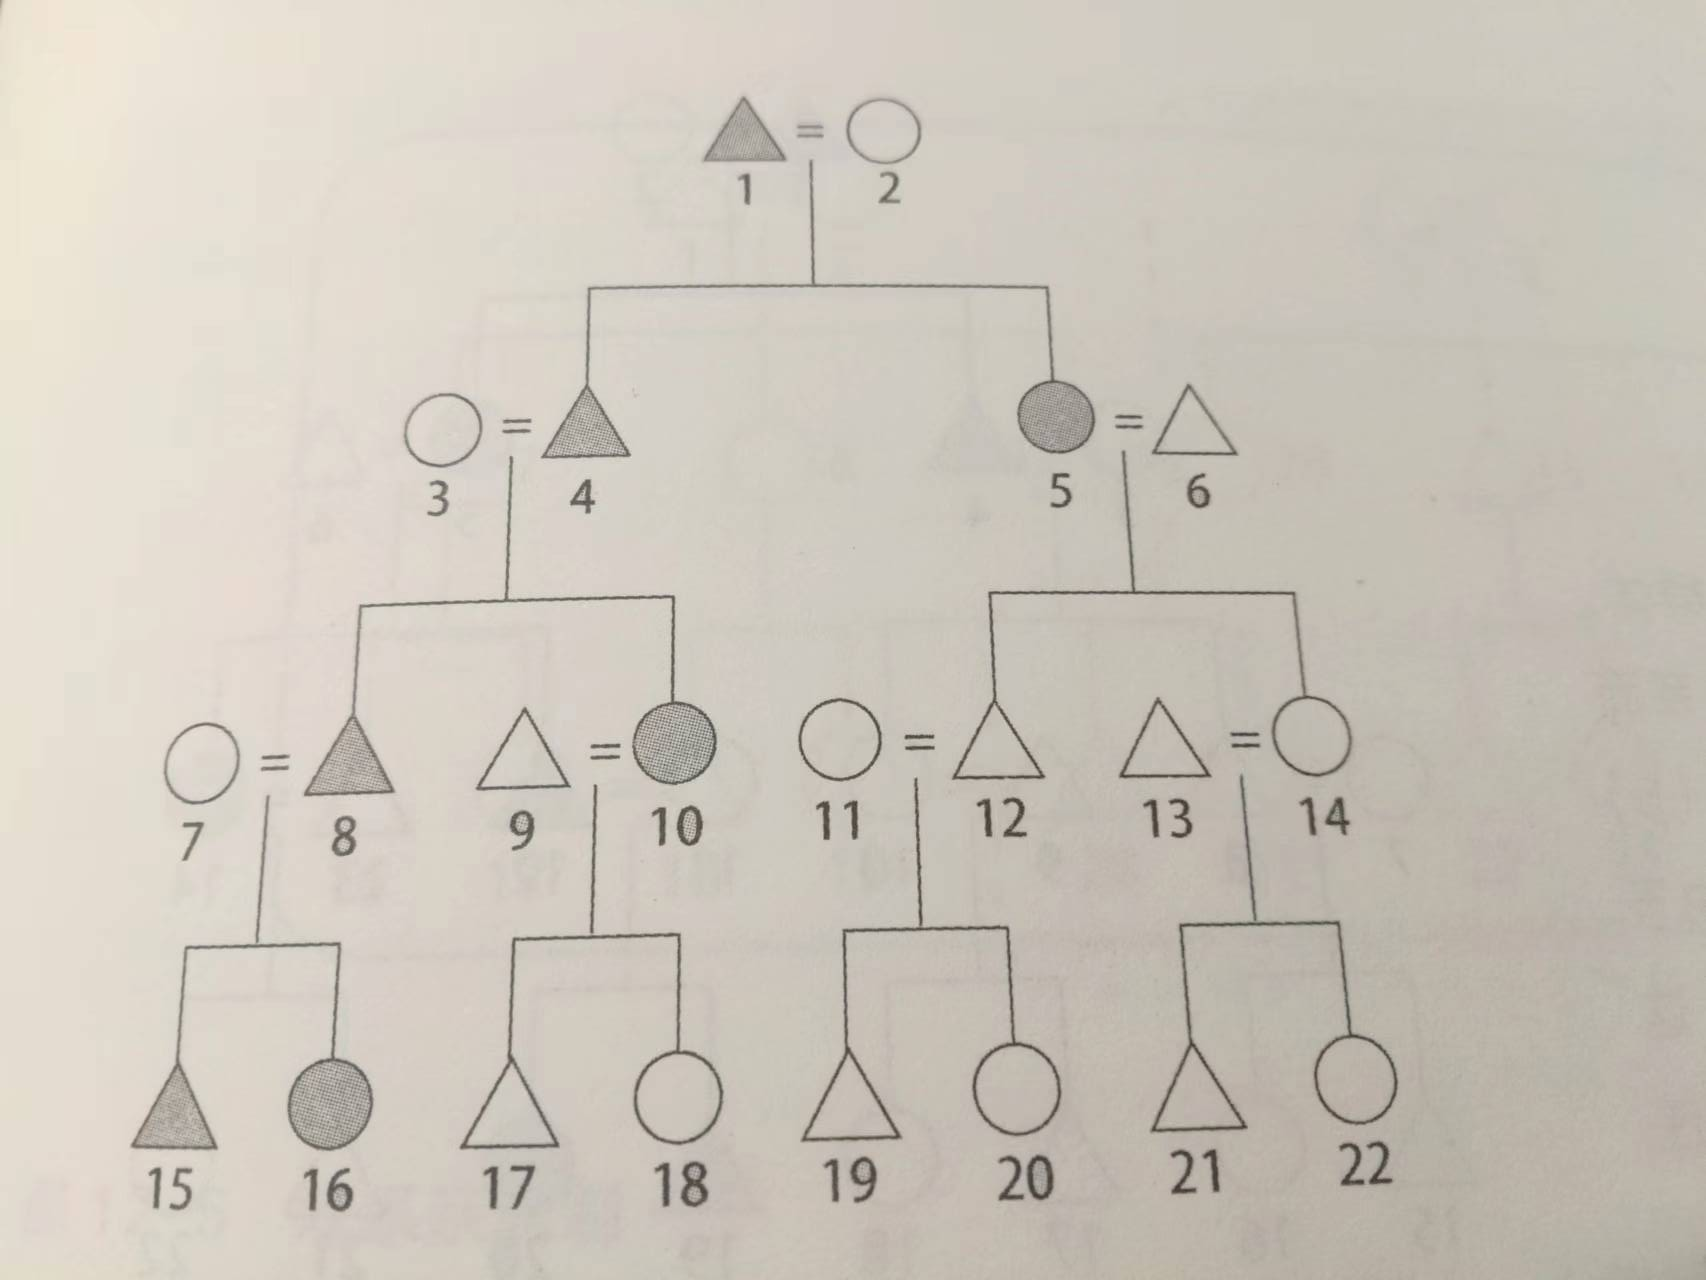 =
1 2
= =
3 4 5 6
= = = =
7 8 9 10 11 12 13 14
15 16 17 18 19 20 21 22